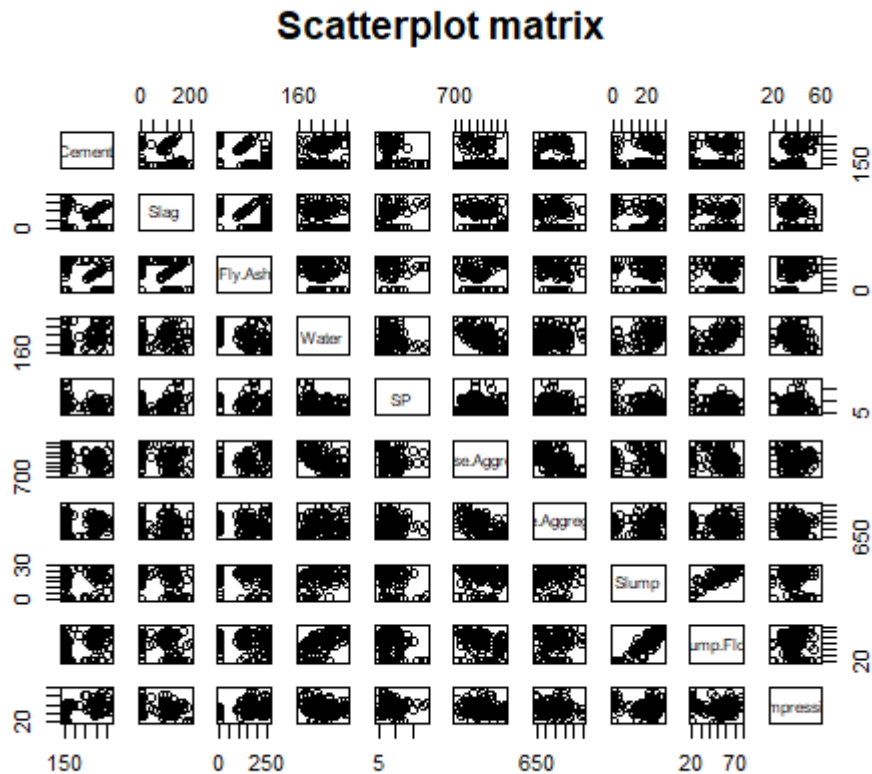 Scatterplot matrix
0 200 160 700 0 20 20 60
Cement 150
0 Slag
Fly.Ash 0
160 Water
SP 5
700 se.Aggre
e.Aggreg 650
0 30 Slump
ump.Flo 20
20 mpressi
150 0 250 5 650 20 70